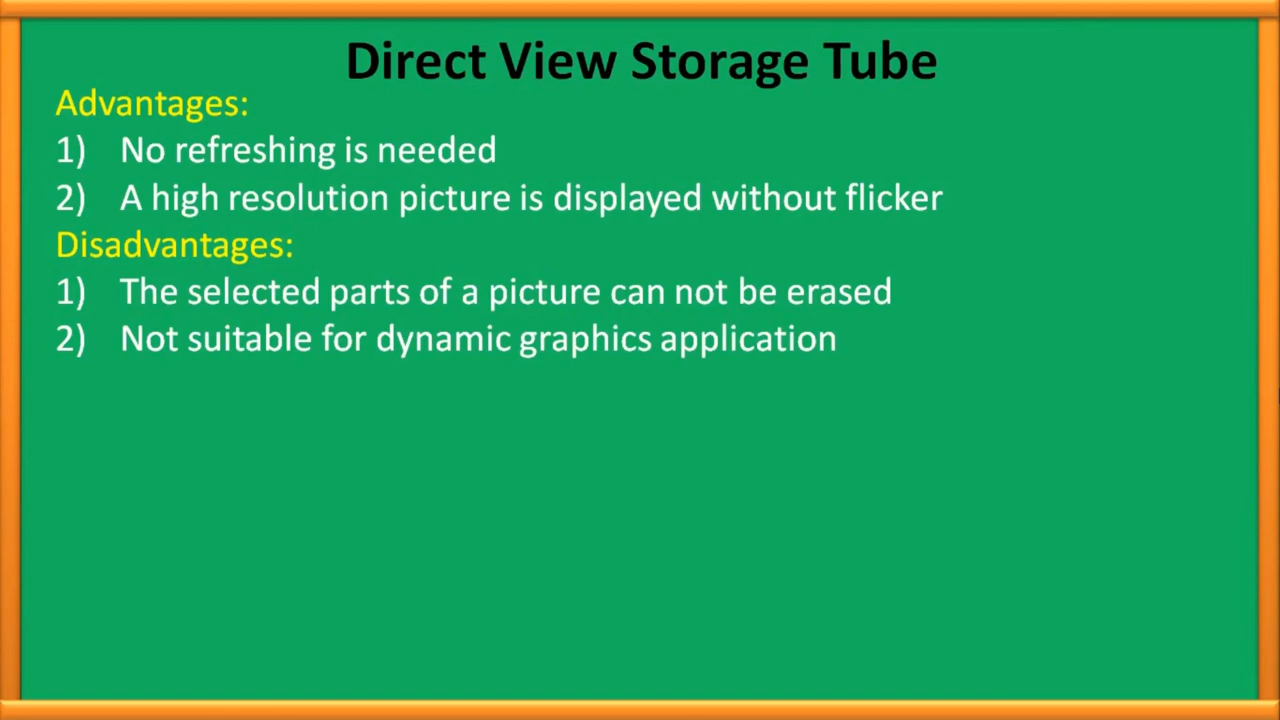 Direct View Storage Tube
Advantages:
1) No refreshing is needed
2) A high resolution picture is displayed without flicker
Disadvantages:
1) The selected parts of a picture can not be erased
2) Not suitable for dynamic graphics application